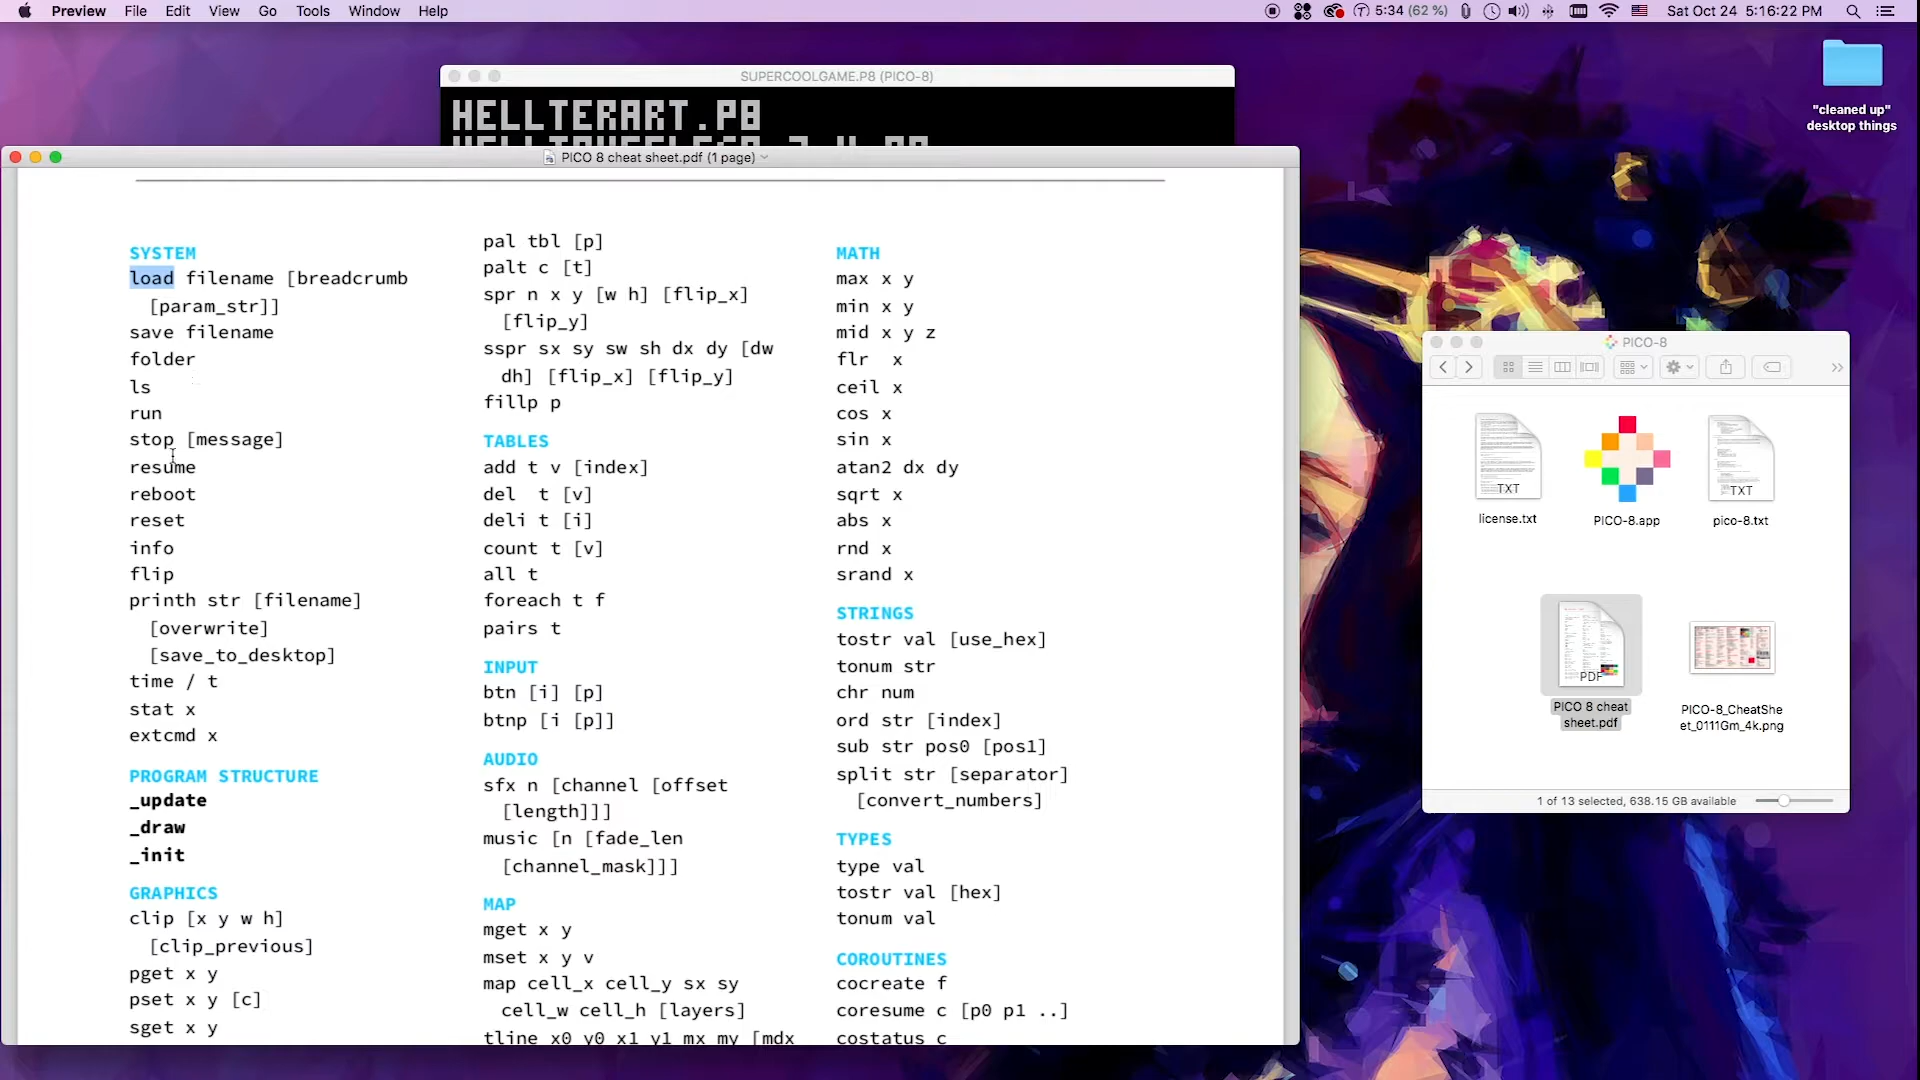 Preview File Edit View Go Tools Window Help
5:34 (62 %)
Sat Oct 24 5:16:22 PM
"cleaned up"
desktop things
SUPERCOOLGAME.P8 (PICO-8)
HELLTERART.P8
PICO 8 cheat sheet.pdf (1 page)
SYSTEM
load filename [breadcrumb
[param_str]]
save filename
folder
ls
run
stop [message]
resume
reboot
reset
info
flip
printh str [filename]
[overwrite]
[save_to_desktop]
time / t
stat x
extcmd x
PROGRAM STRUCTURE
_update
_draw
_init
GRAPHICS
clip [x y w h]
[clip_previous]
pget x y
pset x y [c]
sget x y
pal tbl [p]
palt c [t]
spr n x y [w h] [flip_x]
[flip_y]
sspr sx sy sw sh dx dy [dw
dh] [flip_x] [flip_y]
fillp p
TABLES
add t v [index]
del t [v]
deli t [i]
count t [v]
all t
foreach t f
pairs t
INPUT
btn [i] [p]
btnp [i [p]]
AUDIO
sfx n [channel [offset
[length]]]
music [n [fade_len
[channel_mask]]]
MAP
mget x y
mset x y v
map cell_x cell_y sx sy
cell_w cell_h [layers]
tline x0 y0 x1 y1 mx my [mdx
MATH
max x y
min x y
mid x y z
flr x
ceil x
cos x
sin x
atan2 dx dy
sqrt x
abs x
rnd x
srand x
STRINGS
tostr val [use_hex]
tonum str
chr num
ord str [index]
sub str pos0 [pos1]
split str [separator]
[convert_numbers]
TYPES
type val
tostr val [hex]
tonum val
COROUTINES
cocreate f
coresume c [p0 p1 ..]
costatus c
PICO-8
TXT
license.txt
PICO-8.app
TXT
pico-8.txt
PDF
PICO 8 cheat
sheet.pdf
PICO-8_CheatShe
et_0111Gm_4k.png
1 of 13 selected, 638.15 GB available